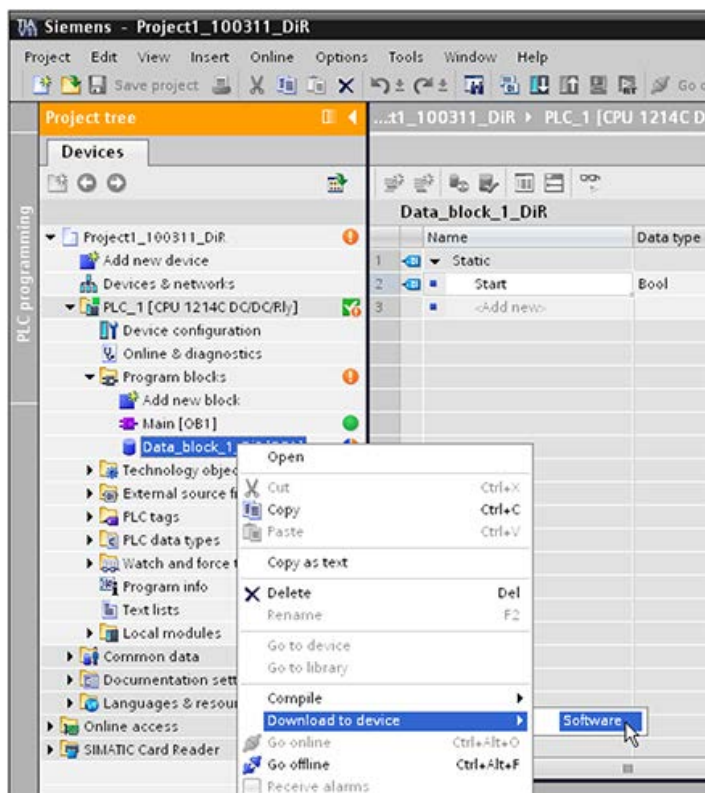 Siemens - Project1_100311_DiR
Project Edit View Insert Online Options Tools Window Help
Save project
Project tree
...t1_100311_DiR ▸ PLC_1 [CPU 1214C D
Devices
PLC programming
Data_block_1_DiR
Name Data type
Project1_100311_DiR
1 Static
Add new device
2 Start Bool
Devices & networks
3 <Add new>
PLC_1 [CPU 1214C DC/DC/Rly]
Device configuration
Online & diagnostics
Program blocks
Add new block
Main [OB1]
Data_block_1
Technology objec
External source f
PLC tags
PLC data types
Watch and force t
Program info
Text lists
Local modules
Common data
Documentation sett
Languages & resour
Online access
SIMATIC Card Reader
Open
Cut Ctrl+X
Copy Ctrl+C
Paste Ctrl+V
Copy as text
Delete Del
Rename F2
Go to device
Go to library
Compile
Download to device
Software
Go online Ctrl+Alt+O
Go offline Ctrl+Alt+F
Receive alarms